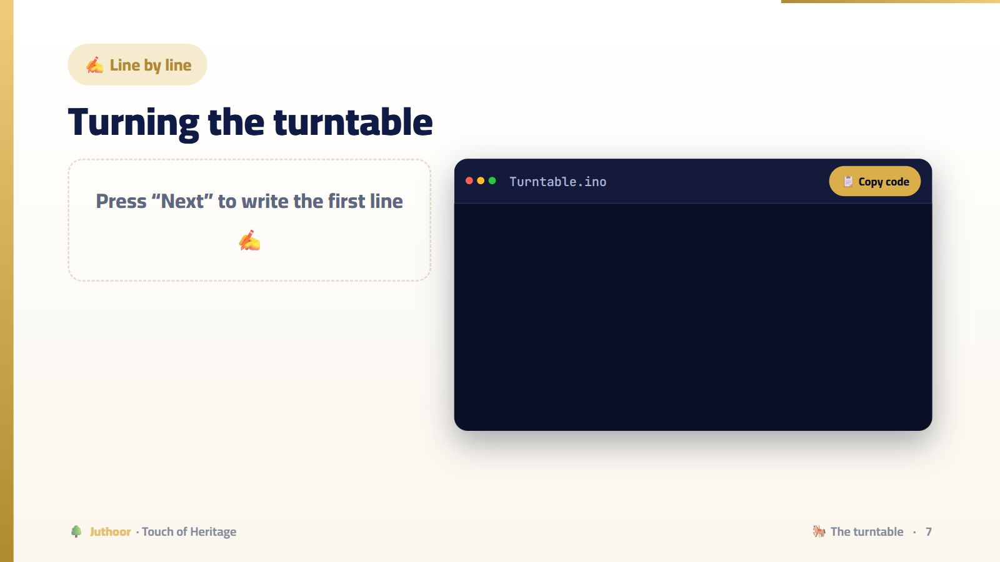 ✍️ Line by line
Turning the turntable
Press “Next” to write the first line
✍️
Turntable.ino
📋 Copy code
🌳 Juthoor · Touch of Heritage
🎠 The turntable · 7